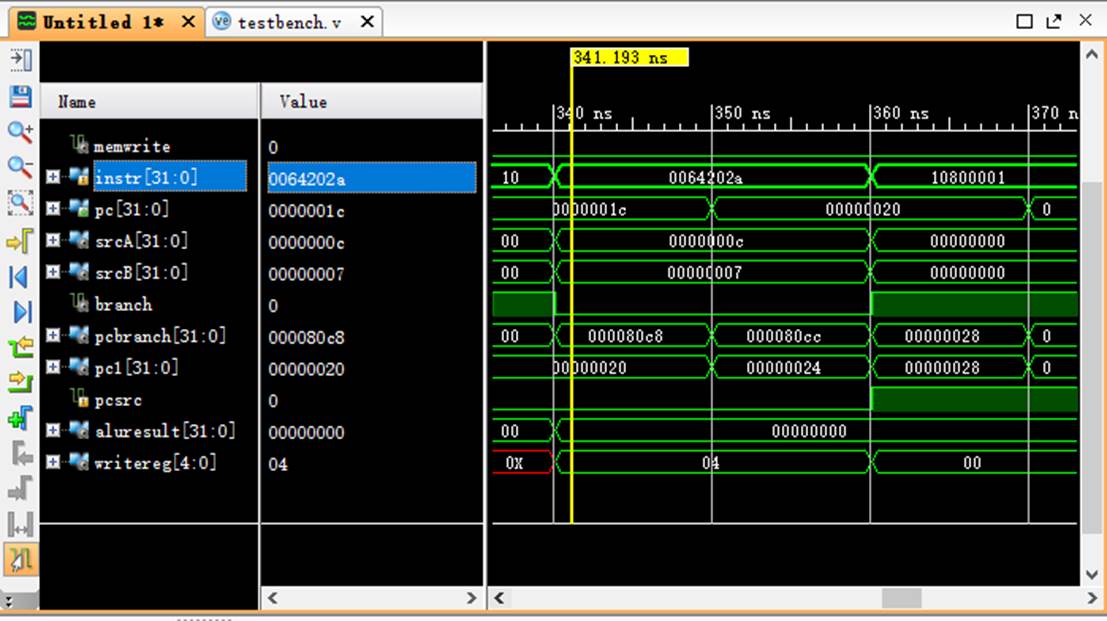 Untitled 1* testbench.v
341.193 ns
Name Value
340 ns 350 ns 360 ns 370 n
memwrite 0
instr[31:0] 0064202a 10 0064202a 10800001
pc[31:0] 0000001c 0000001c 00000020 0
srcA[31:0] 0000000c 00 0000000c 00000000
srcB[31:0] 00000007 00 00000007 00000000
branch 0
pcbranch[31:0] 000080c8 00 000080c8 000080cc 00000028 0
pc1[31:0] 00000020 00000020 00000024 00000028 0
pcsrc 0
aluresult[31:0] 00000000 00 00000000
writereg[4:0] 04 0X 04 00